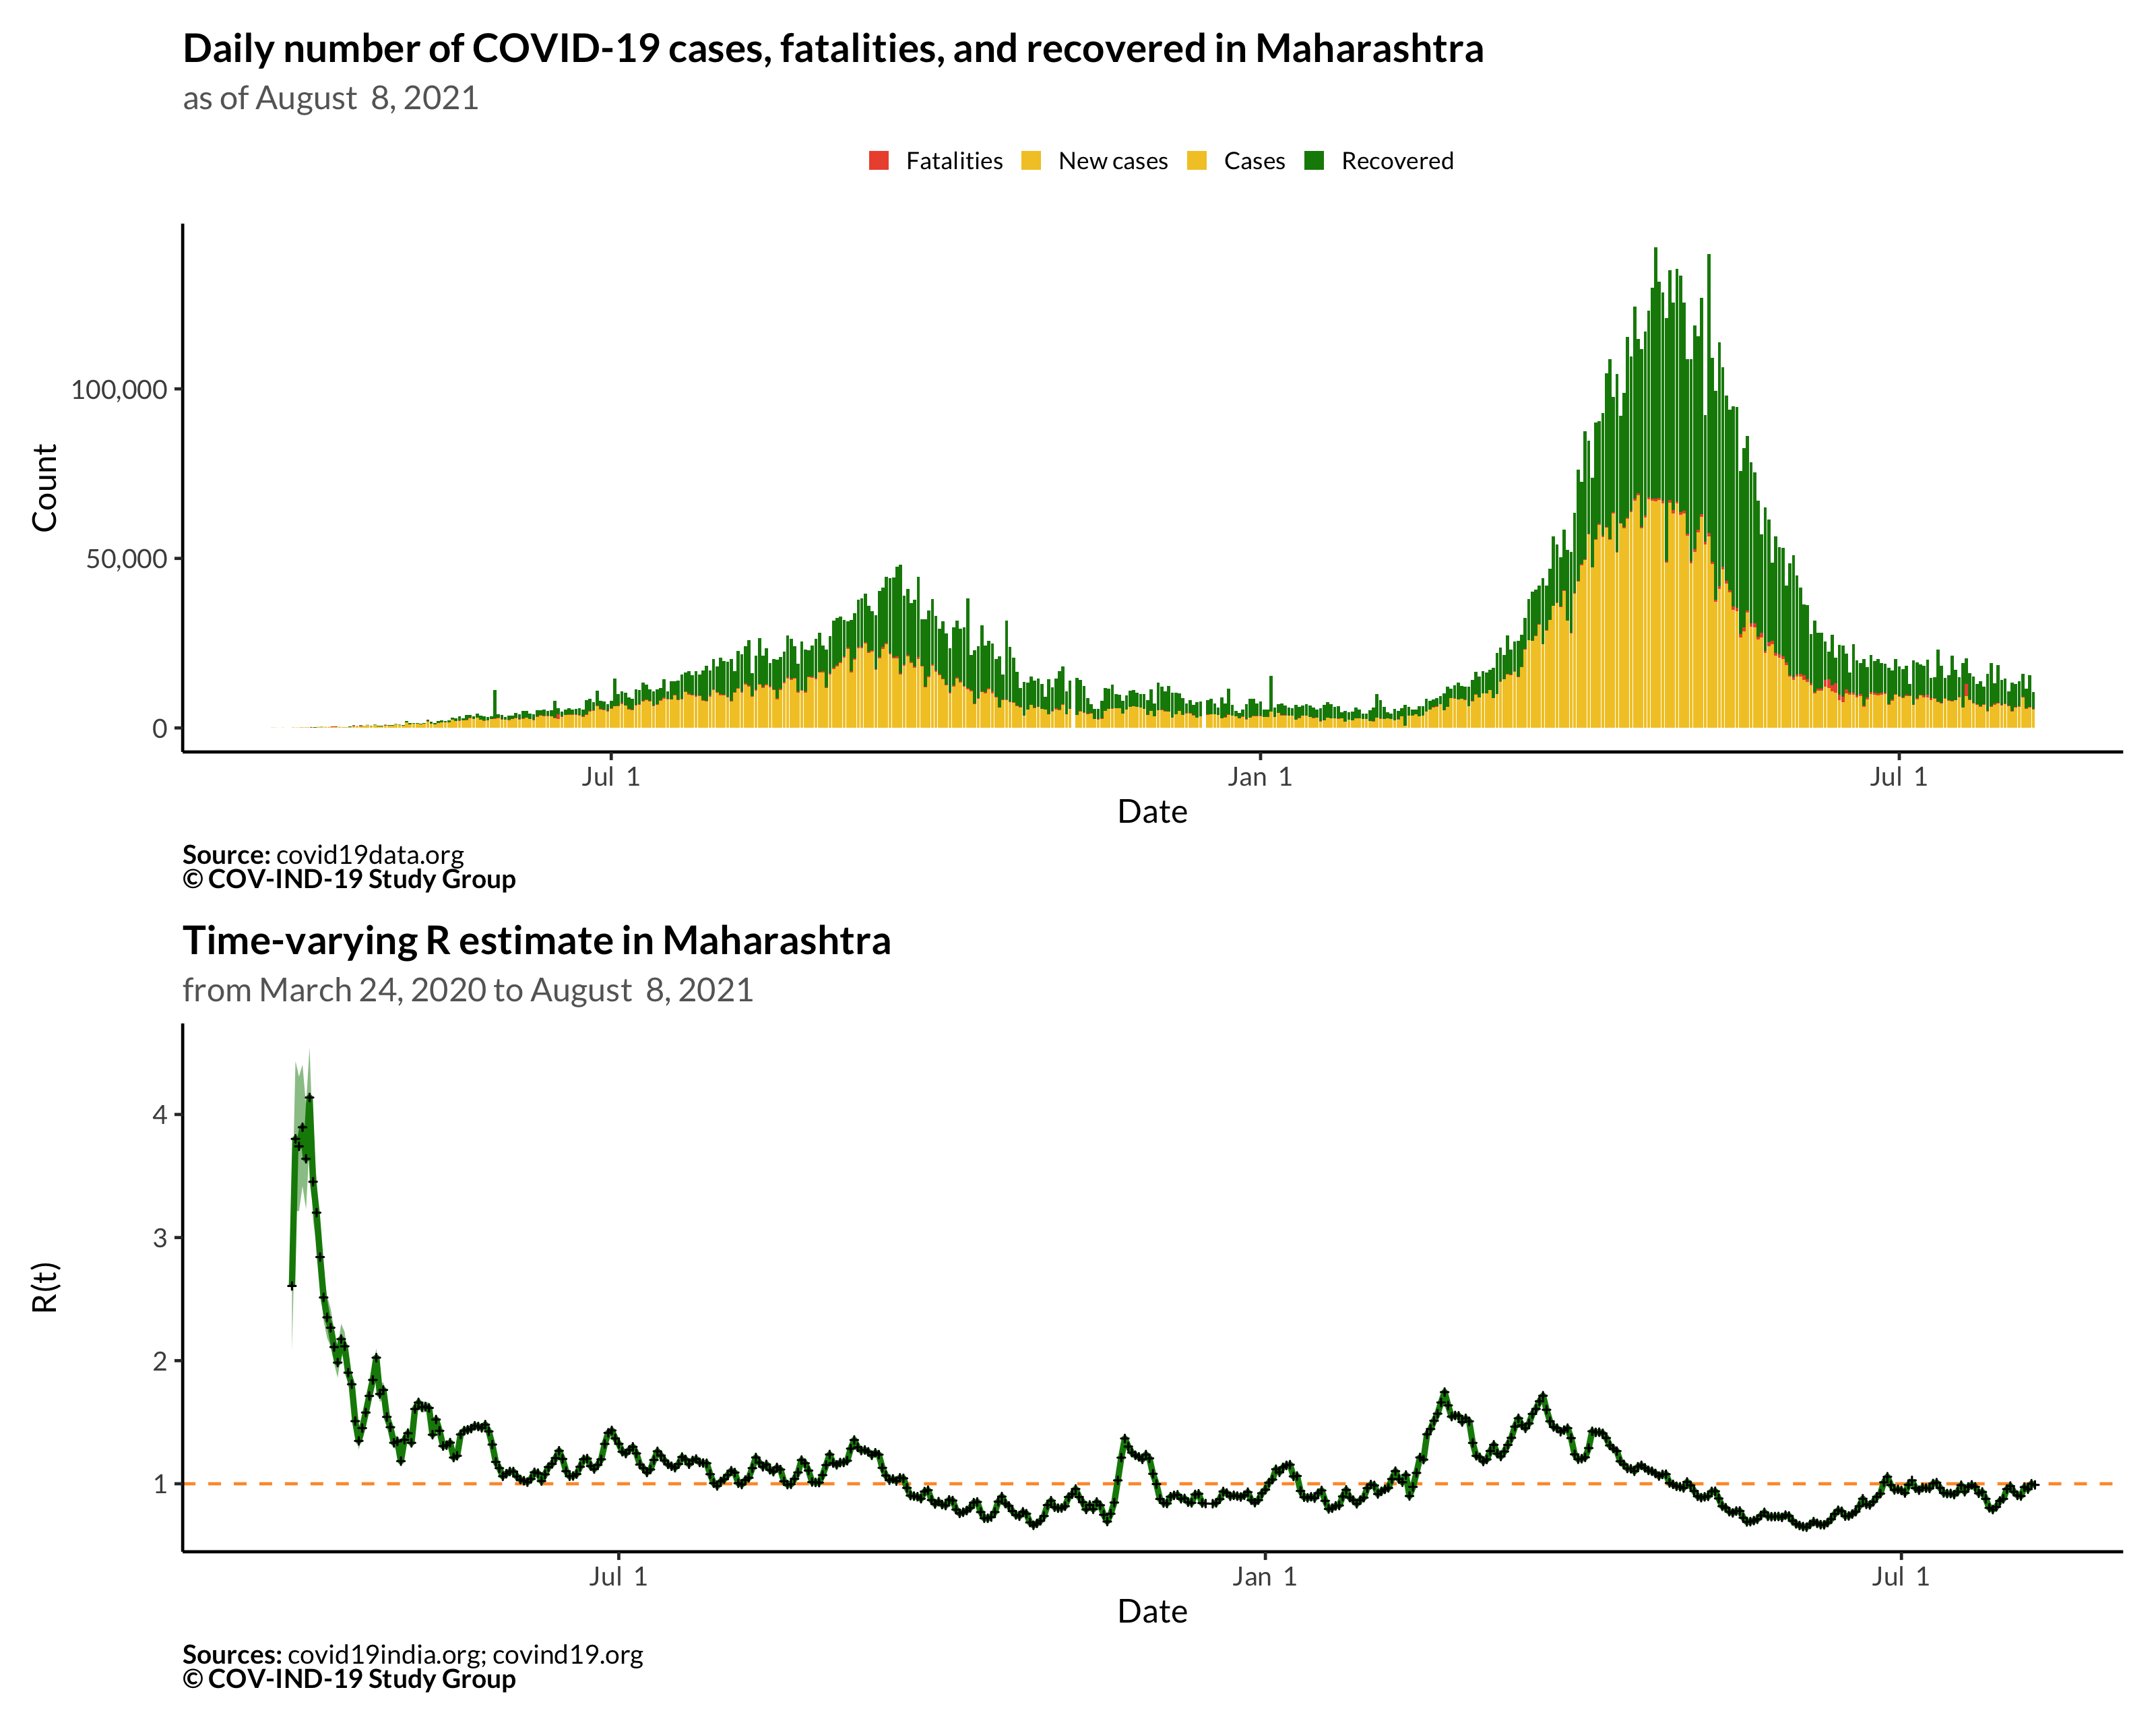 Daily number of COVID-19 cases, fatalities, and recovered in Maharashtra
as of August  8, 2021
Fatalities New cases Cases Recovered
Count
100,000
50,000
0
Jul  1 Jan  1 Jul  1
Date
Source: covid19data.org
© COV-IND-19 Study Group
Time-varying R estimate in Maharashtra
from March 24, 2020 to August  8, 2021
R(t)
4
3
2
1
Jul  1 Jan  1 Jul  1
Date
Sources: covid19india.org; covind19.org
© COV-IND-19 Study Group